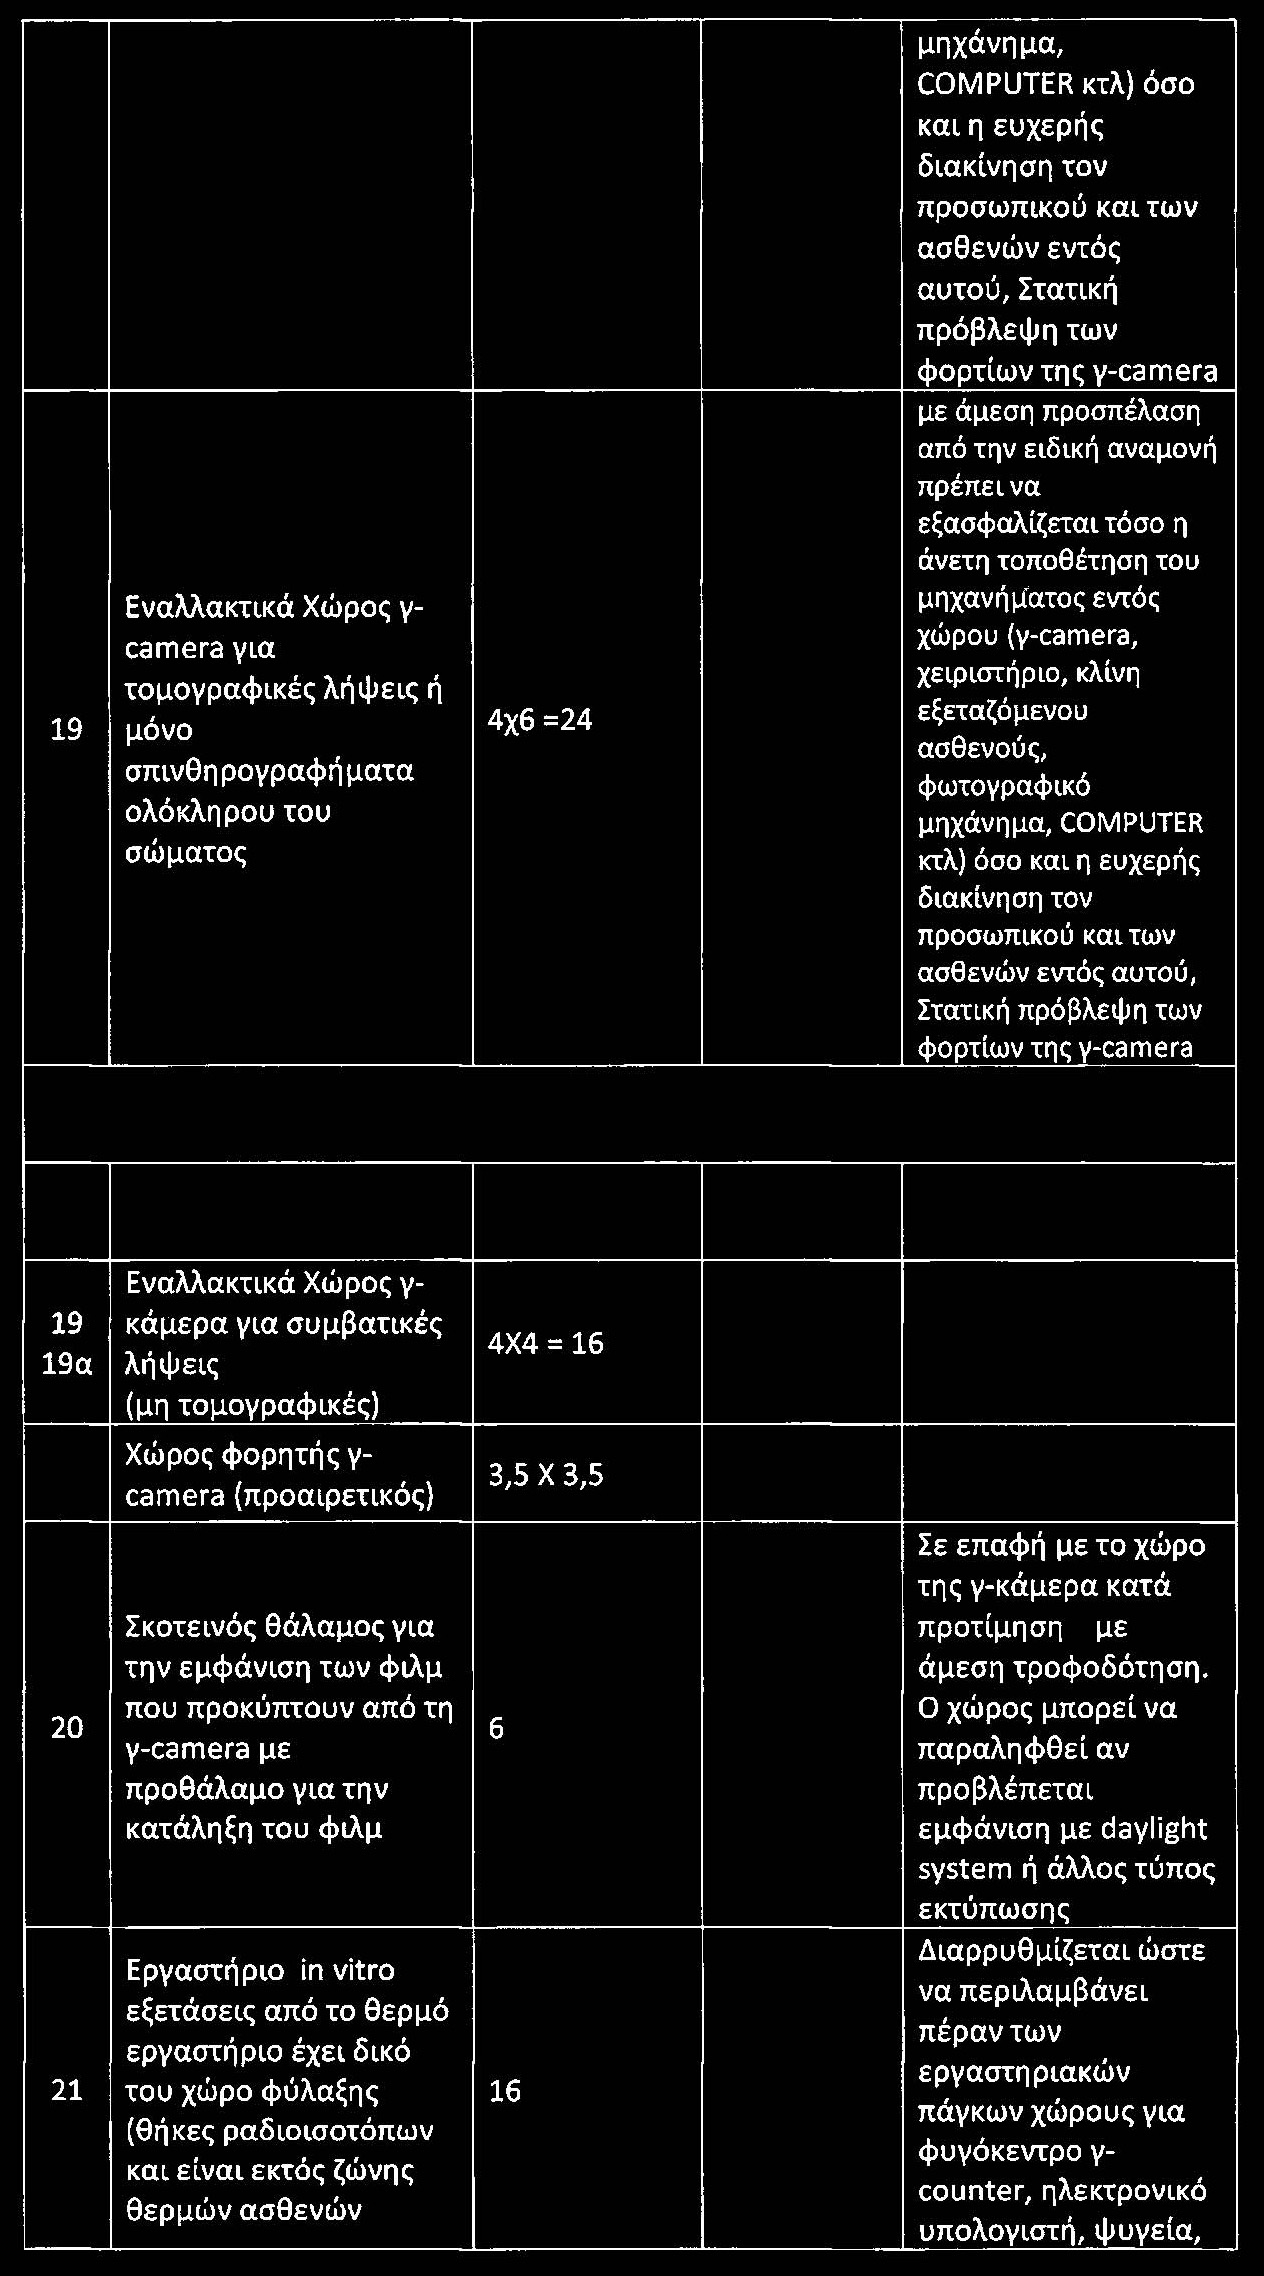 μηχάνημα,
COMPUTER κτλ) όσο
και η ευχερής
διακίνηση τον
προσωπικού και των
ασθενών εντός
αυτού, Στατική
πρόβλεψη των
φορτίων της γ-camera
19
Εναλλακτικά Χώρος γ-
camera για
τομογραφικές λήψεις ή
μόνο
σπινθηρογραφήματα
ολόκληρου του
σώματος
4χ6 =24
με άμεση προσπέλαση
από την ειδική αναμονή
πρέπει να
εξασφαλίζεται τόσο η
άνετη τοποθέτηση του
μηχανήματος εντός
χώρου (γ-camera,
χειριστήριο, κλίνη
εξεταζόμενου
ασθενούς,
φωτογραφικό
μηχάνημα, COMPUTER
κτλ) όσο και η ευχερής
διακίνηση τον
προσωπικού και των
ασθενών εντός αυτού,
Στατική πρόβλεψη των
φορτίων της γ-camera
19
19α
Εναλλακτικά Χώρος γ-
κάμερα για συμβατικές
λήψεις
(μη τομογραφικές)
4Χ4 = 16
Χώρος φορητής γ-
camera (προαιρετικός)
3,5 Χ 3,5
20
Σκοτεινός θάλαμος για
την εμφάνιση των φιλμ
που προκύπτουν από τη
γ-camera με
προθάλαμο για την
κατάληξη του φιλμ
6
Σε επαφή με το χώρο
της γ-κάμερα κατά
προτίμηση με
άμεση τροφοδότηση.
Ο χώρος μπορεί να
παραληφθεί αν
προβλέπεται
εμφάνιση με daylight
system ή άλλος τύπος
εκτύπωσης
21
Εργαστήριο in vitro
εξετάσεις από το θερμό
εργαστήριο έχει δικό
του χώρο φύλαξης
(θήκες ραδιοισοτόπων
και είναι εκτός ζώνης
θερμών ασθενών
16
Διαρρυθμίζεται ώστε
να περιλαμβάνει
πέραν των
εργαστηριακών
πάγκων χώρους για
φυγόκεντρο γ-
counter, ηλεκτρονικό
υπολογιστή, ψυγεία,